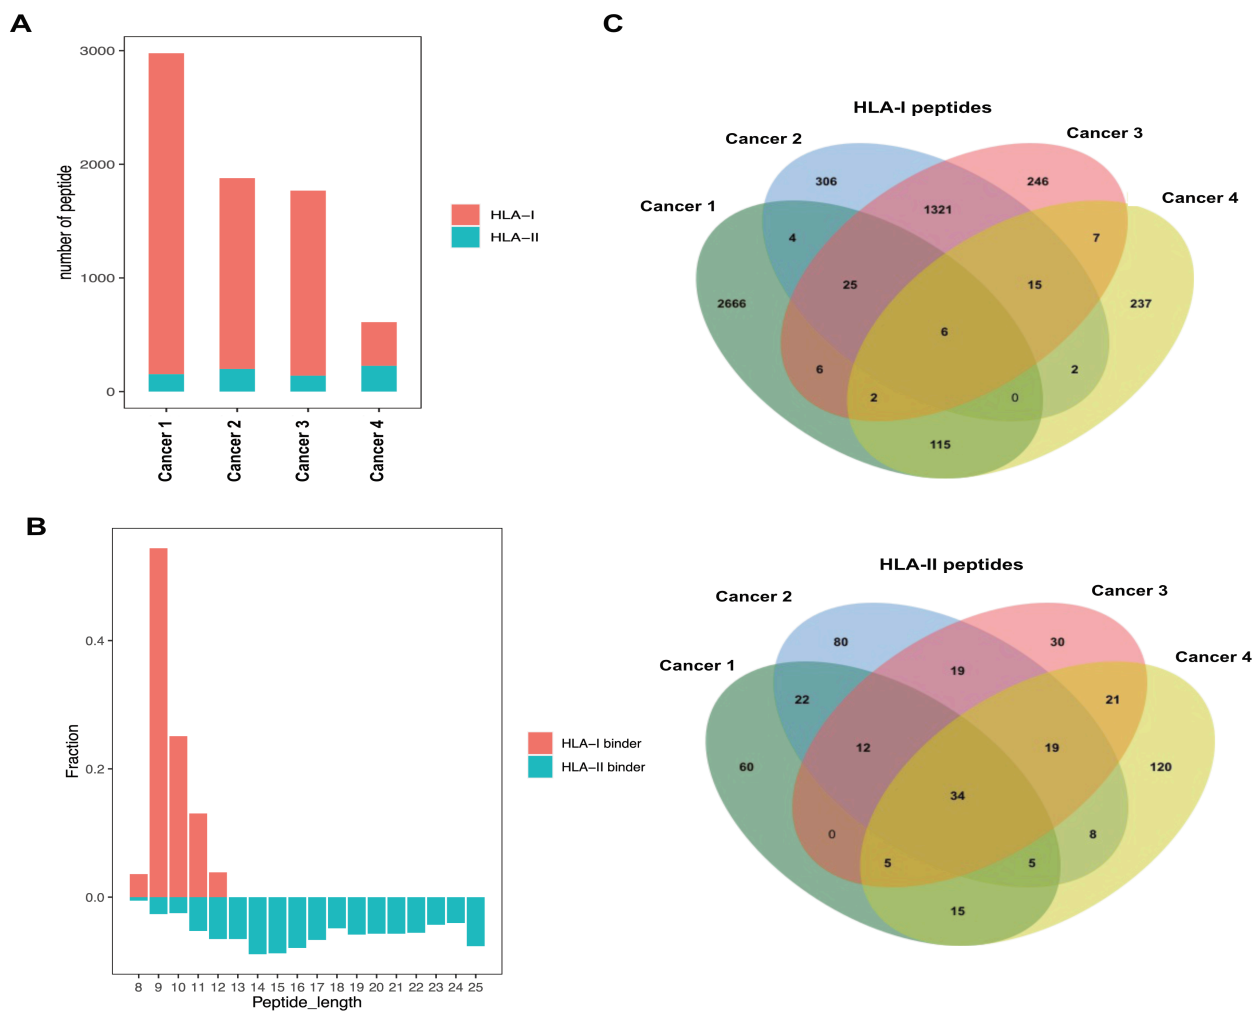 A
3000
2000
1000
0
number of peptide
Cancer 1
Cancer 2
Cancer 3
Cancer 4
HLA-I
HLA-II
B
0.4
0.2
0.0
Fraction
8 9 10 11 12 13 14 15 16 17 18 19 20 21 22 23 24 25
Peptide_length
HLA-I binder
HLA-II binder
C
HLA-I peptides
Cancer 2
Cancer 3
Cancer 1
Cancer 4
306
246
1321
4
7
25
15
2666
237
6
6
2
2
0
115
HLA-II peptides
Cancer 2
Cancer 3
Cancer 1
Cancer 4
80
30
19
22
21
12
19
60
120
34
0
8
5
5
15